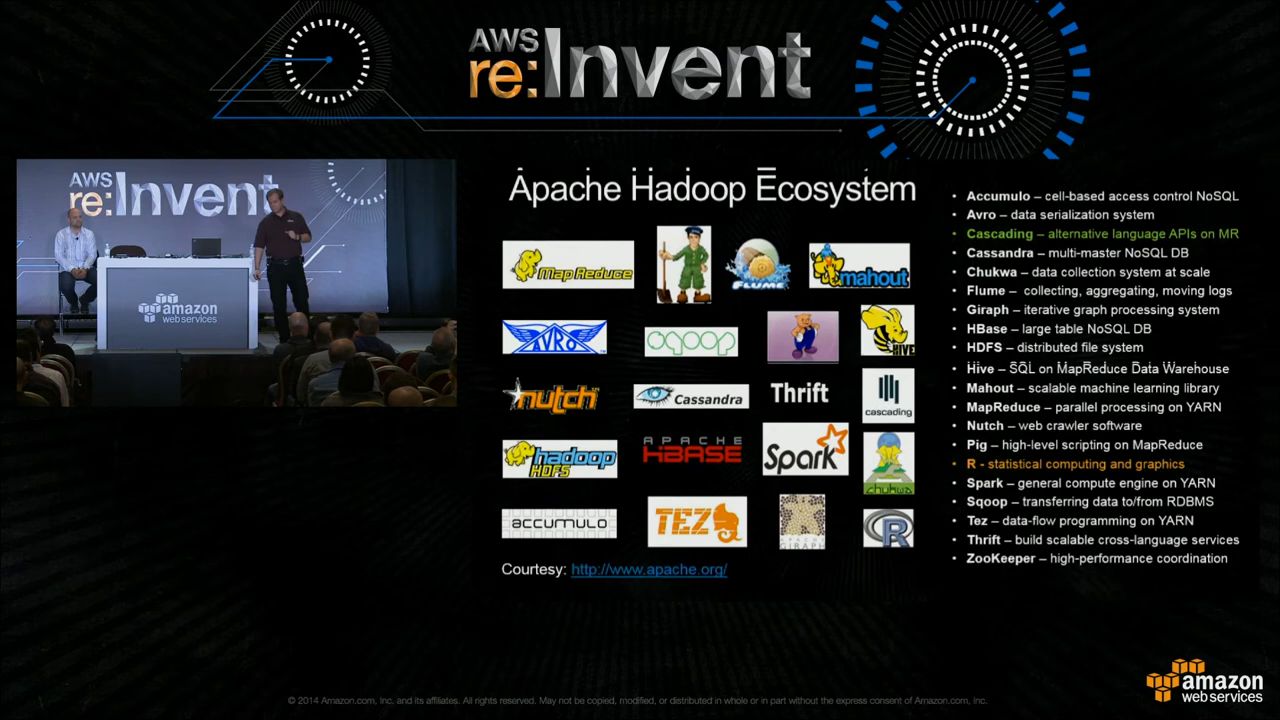 AWS
re:Invent
AWS
re:Invent
amazon
webservices
Apache Hadoop Ecosystem
Map Reduce
FLUME
mahout
AVRO
sqoop
HIVE
nutch
Cassandra
Thrift
cascading
hadoop
HDFS
APACHE
HBASE
Spark
chukwa
accumulo
TEZ
APACHE
GIRAPH
R
Courtesy: http://www.apache.org/
• Accumulo – cell-based access control NoSQL
• Avro – data serialization system
• Cascading – alternative language APIs on MR
• Cassandra – multi-master NoSQL DB
• Chukwa – data collection system at scale
• Flume – collecting, aggregating, moving logs
• Giraph – iterative graph processing system
• HBase – large table NoSQL DB
• HDFS – distributed file system
• Hive – SQL on MapReduce Data Warehouse
• Mahout – scalable machine learning library
• MapReduce – parallel processing on YARN
• Nutch – web crawler software
• Pig – high-level scripting on MapReduce
• R - statistical computing and graphics
• Spark – general compute engine on YARN
• Sqoop – transferring data to/from RDBMS
• Tez – data-flow programming on YARN
• Thrift – build scalable cross-language services
• ZooKeeper – high-performance coordination
© 2014 Amazon.com, Inc. and its affiliates. All rights reserved. May not be copied, modified, or distributed in whole or in part without the express consent of Amazon.com, Inc.
amazon
webservices